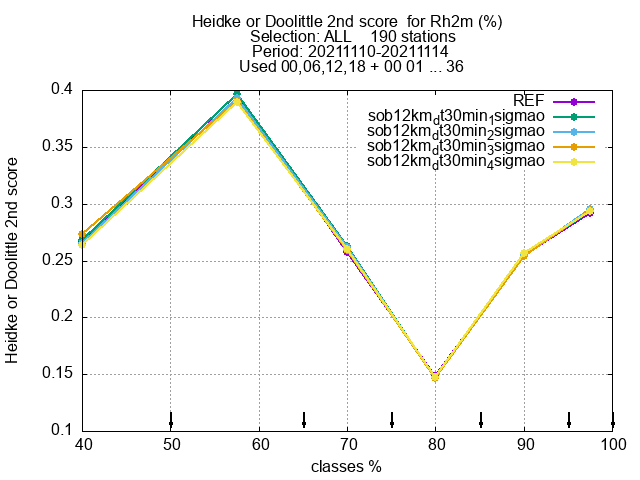 Heidke or Doolittle 2nd score  for Rh2m (%)
Selection: ALL    190 stations
Period: 20211110-20211114
Used 00,06,12,18 + 00 01 ... 36
REF
sob12km_dt30min_1sigmao
sob12km_dt30min_2sigmao
sob12km_dt30min_3sigmao
sob12km_dt30min_4sigmao
Heidke or Doolittle 2nd score
0.4
0.35
0.3
0.25
0.2
0.15
0.1
40 50 60 70 80 90 100
classes %